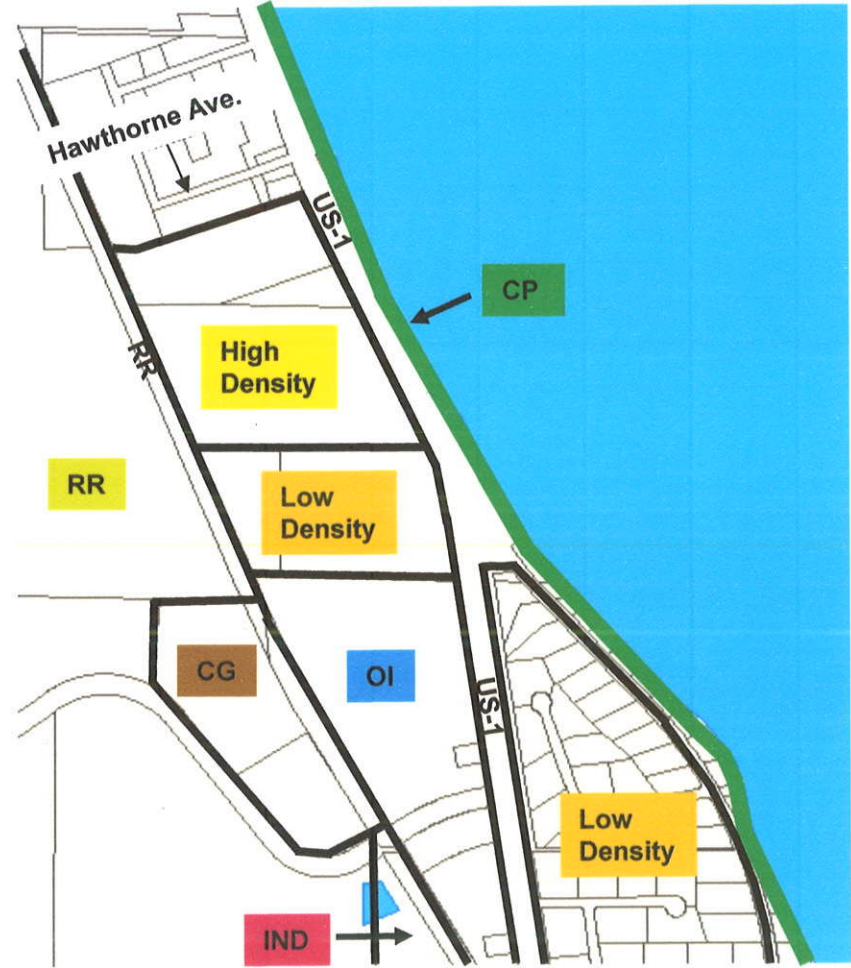 Hawthorne Ave.
US-1
CP
RR
High
Density
RR
Low
Density
CG
OI
US-1
Low
Density
IND